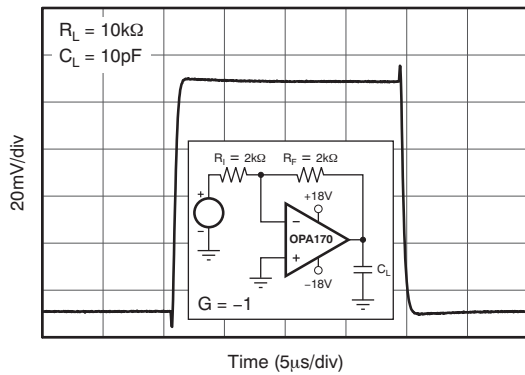 R_L = 10kΩ
C_L = 10pF
20mV/div
R_I = 2kΩ
R_F = 2kΩ
+
−
+18V
−
OPA170
+
−18V
C_L
G = −1
Time (5μs/div)